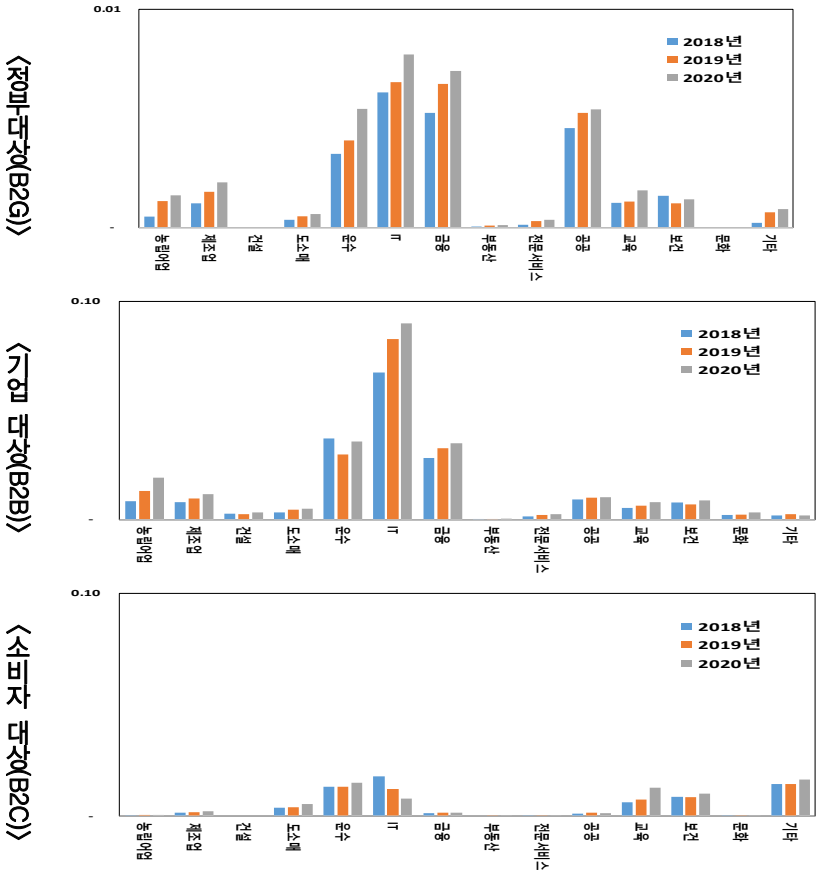 <정부대상(B2G)>
0.01
-
2018년
2019년
2020년
농림어업
제조업
건설
도소매
운수
IT
금융
부동산
전문서비스
공공
교육
보건
문화
기타
<기업 대상(B2B)>
0.10
-
2018년
2019년
2020년
농림어업
제조업
건설
도소매
운수
IT
금융
부동산
전문서비스
공공
교육
보건
문화
기타
<소비자 대상(B2C)>
0.10
-
2018년
2019년
2020년
농림어업
제조업
건설
도소매
운수
IT
금융
부동산
전문서비스
공공
교육
보건
문화
기타